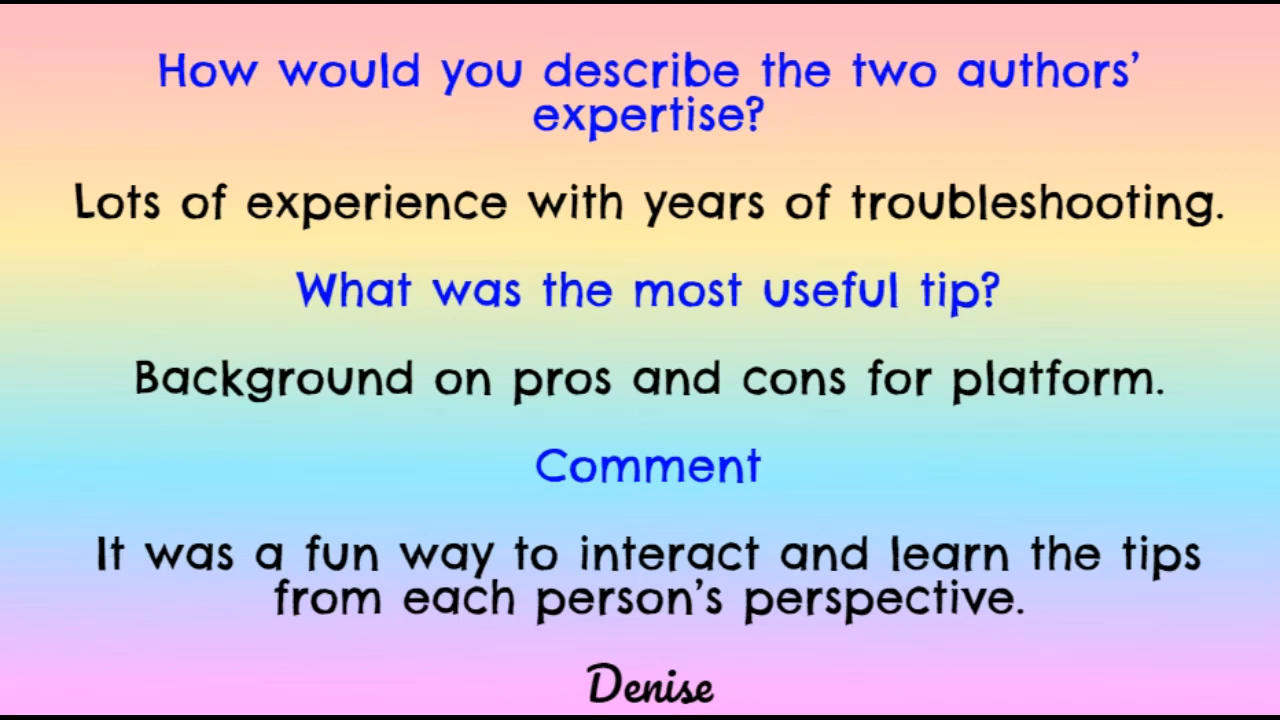 How would you describe the two authors’
expertise?
Lots of experience with years of troubleshooting.
What was the most useful tip?
Background on pros and cons for platform.
Comment
It was a fun way to interact and learn the tips
from each person’s perspective.
Denise